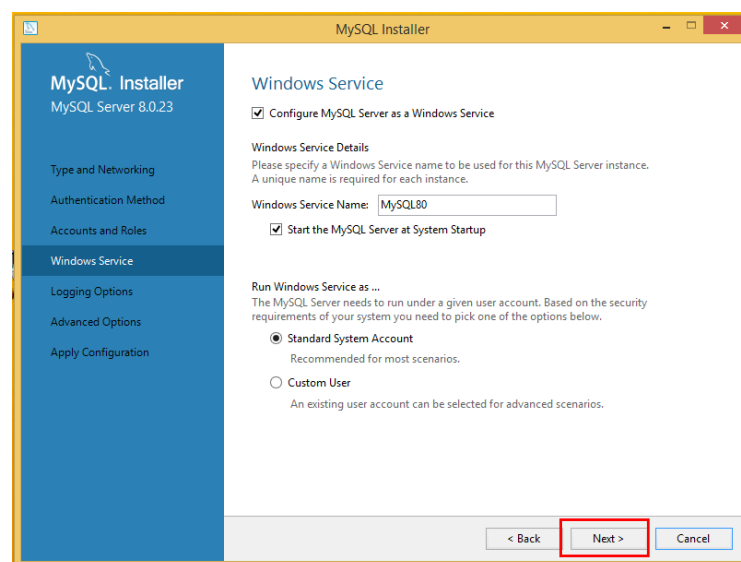 MySQL Installer
MySQL. Installer
MySQL Server 8.0.23
Type and Networking
Authentication Method
Accounts and Roles
Windows Service
Logging Options
Advanced Options
Apply Configuration
Windows Service
Configure MySQL Server as a Windows Service
Windows Service Details
Please specify a Windows Service name to be used for this MySQL Server instance.
A unique name is required for each instance.
Windows Service Name: MySQL80
Start the MySQL Server at System Startup
Run Windows Service as ...
The MySQL Server needs to run under a given user account. Based on the security
requirements of your system you need to pick one of the options below.
Standard System Account
Recommended for most scenarios.
Custom User
An existing user account can be selected for advanced scenarios.
< Back Next > Cancel